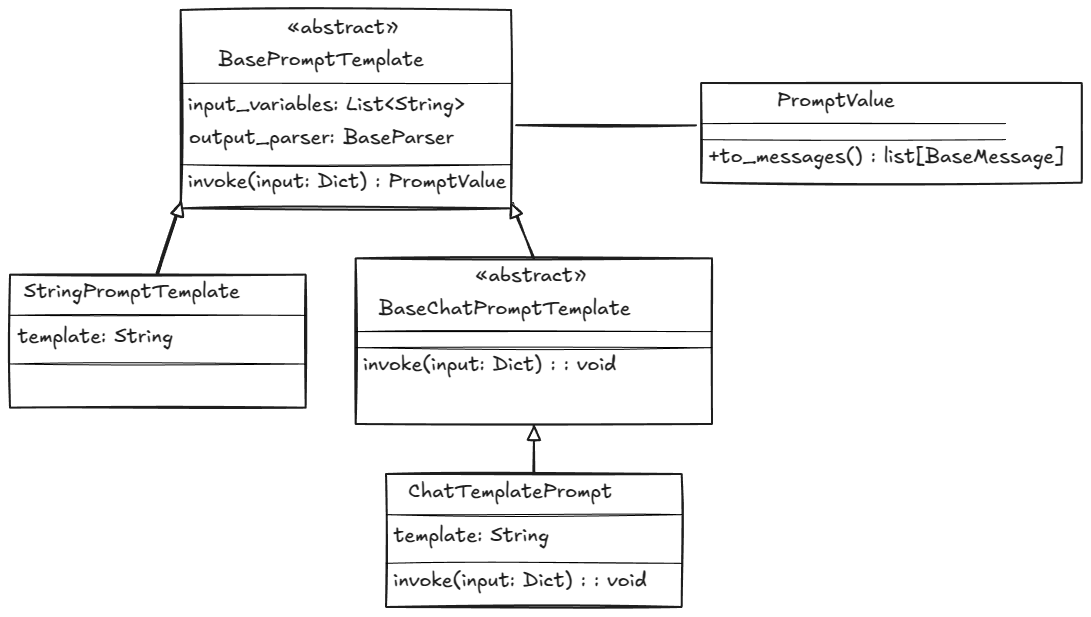 «abstract»
BasePromptTemplate
input_variables: List<String>
output_parser: BaseParser
invoke(input: Dict) : PromptValue
PromptValue
+to_messages() : list[BaseMessage]
StringPromptTemplate
template: String
«abstract»
BaseChatPromptTemplate
invoke(input: Dict) : : void
ChatTemplatePrompt
template: String
invoke(input: Dict) : : void